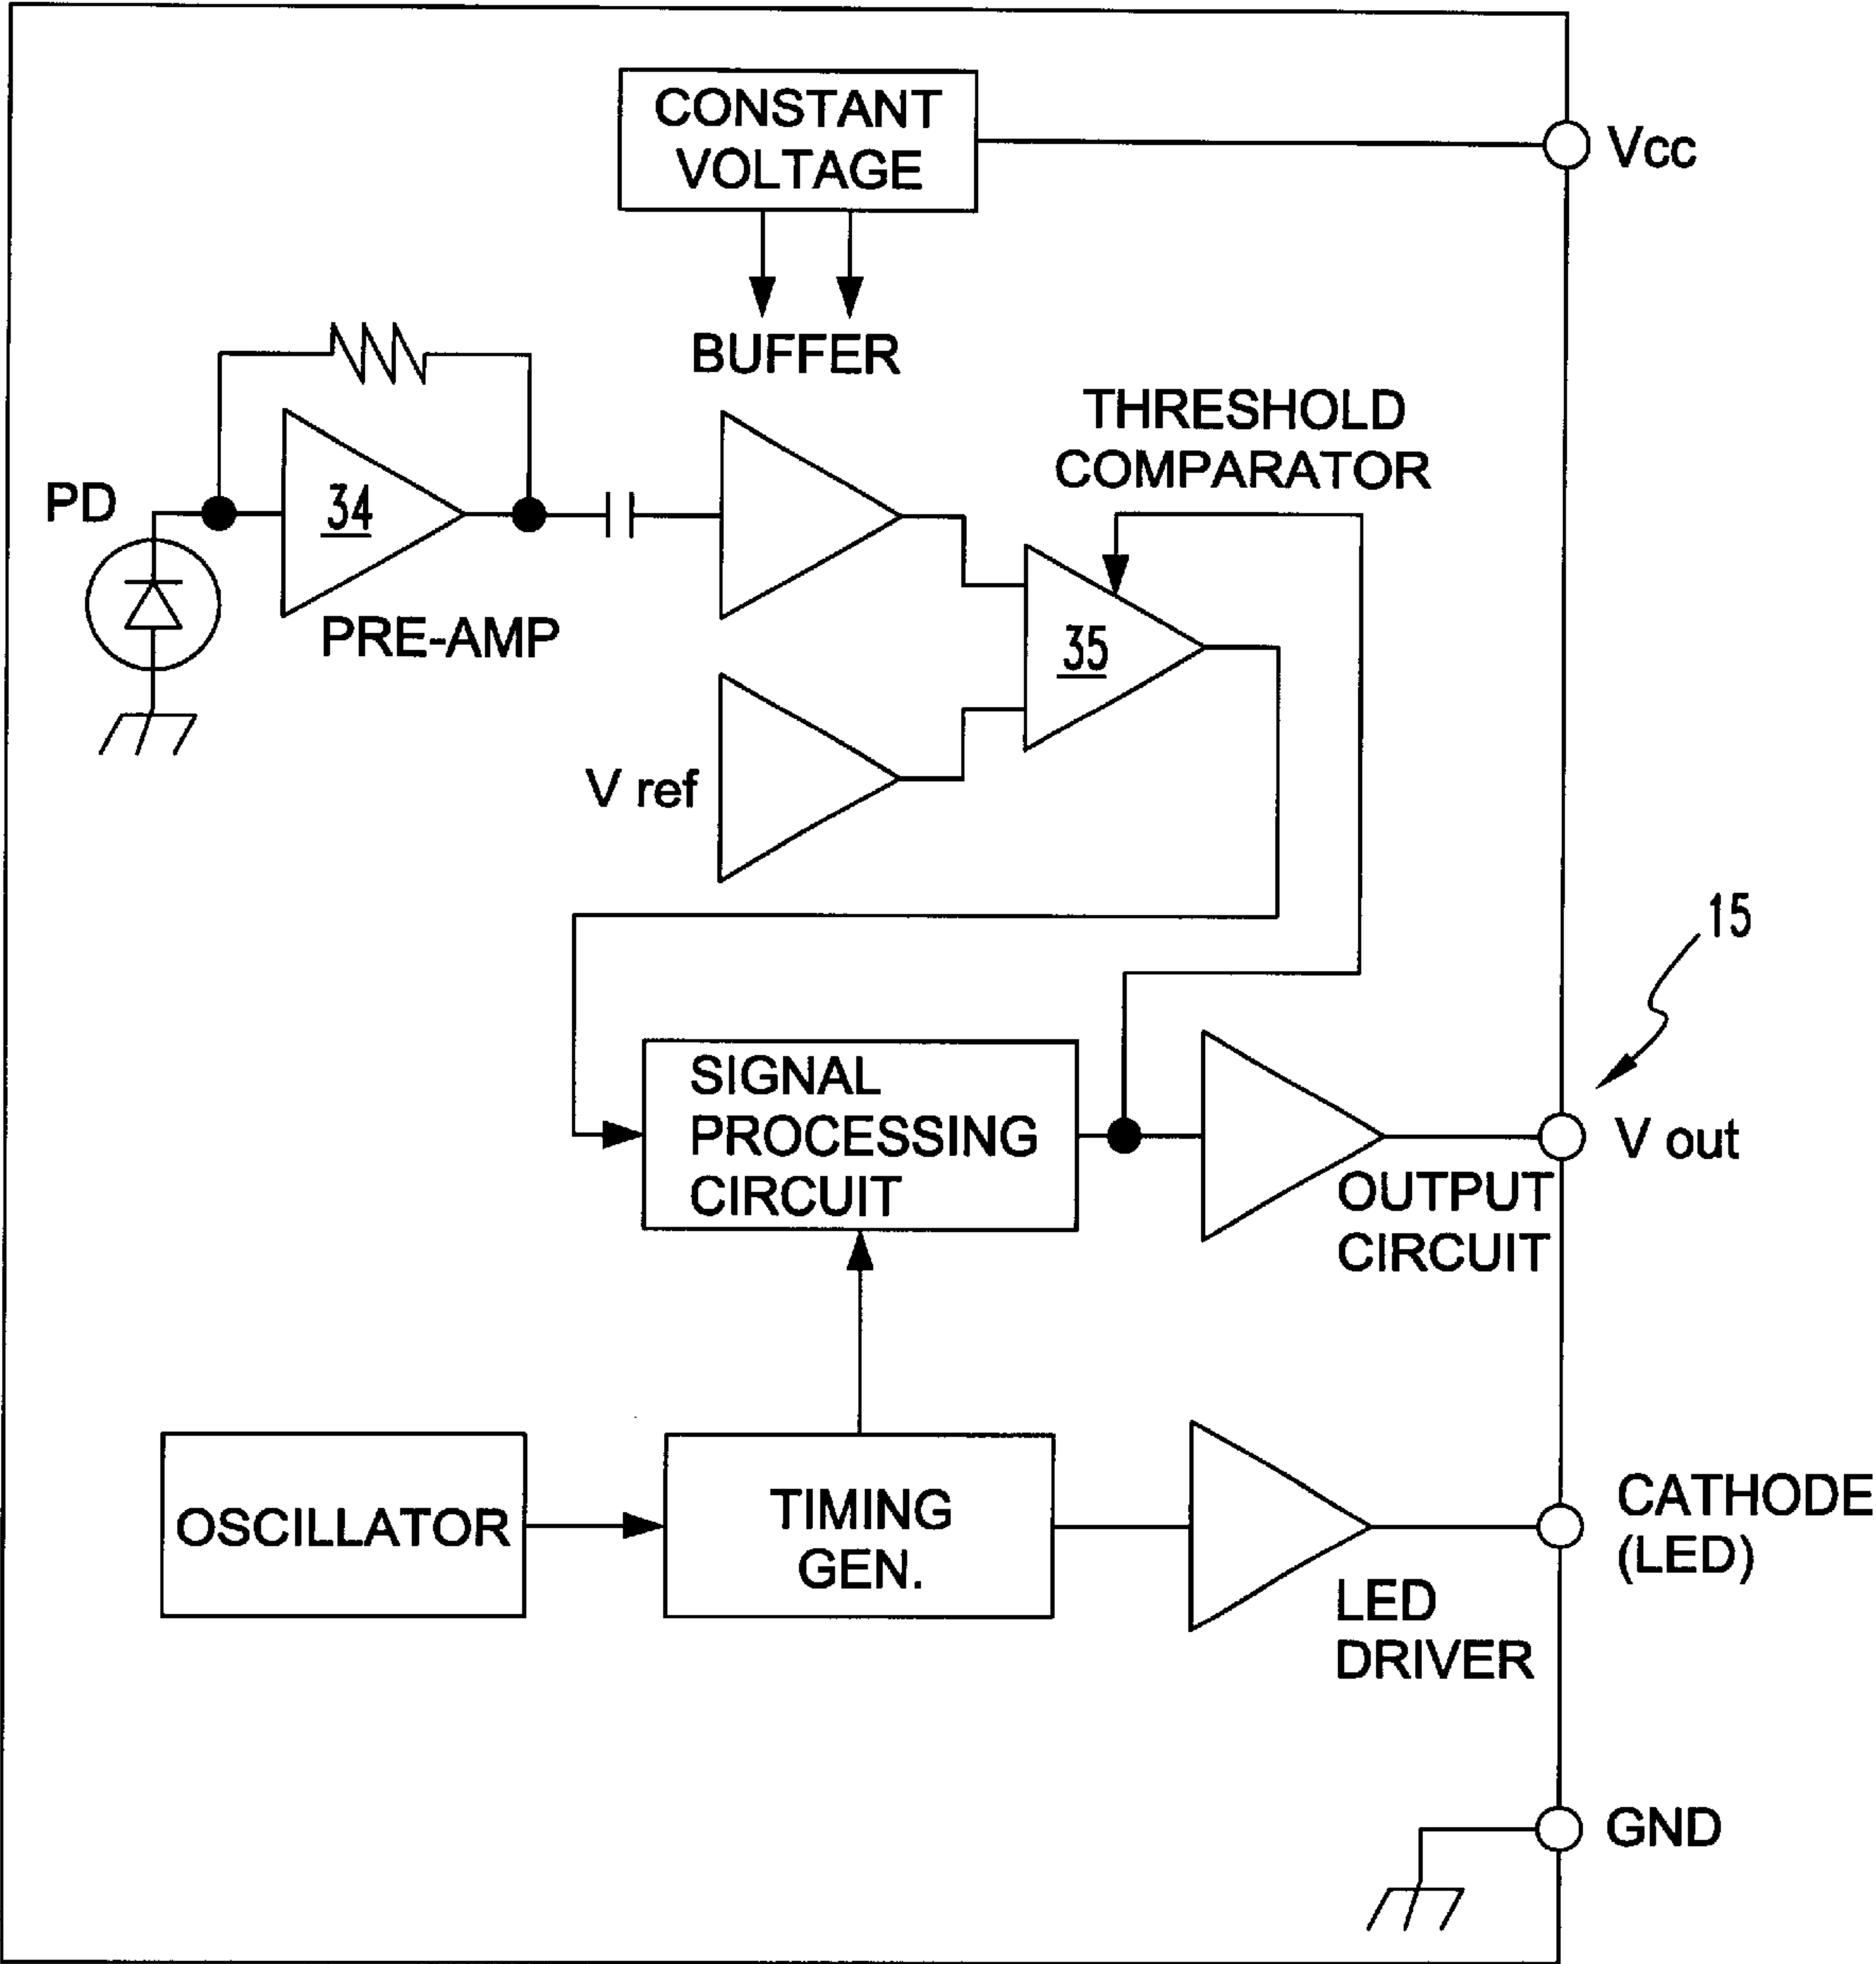 CONSTANT
VOLTAGE
Vcc
BUFFER
THRESHOLD
COMPARATOR
PD
34
PRE-AMP
35
V ref
15
SIGNAL
PROCESSING
CIRCUIT
V out
OUTPUT
CIRCUIT
OSCILLATOR
TIMING
GEN.
CATHODE
(LED)
LED
DRIVER
GND